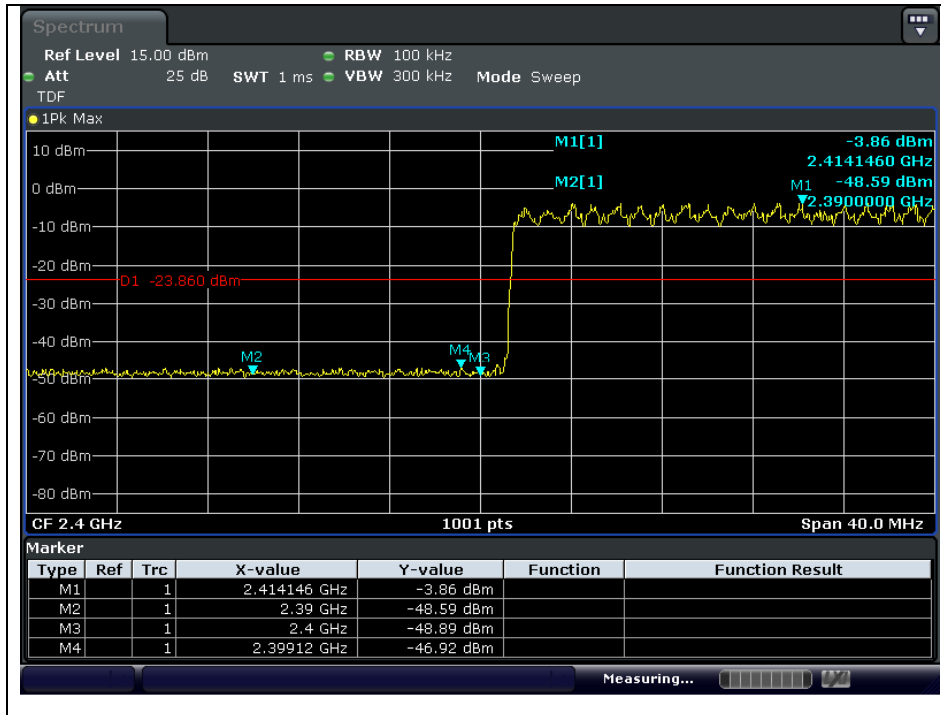 Spectrum
Ref Level 15.00 dBm RBW 100 kHz
Att 25 dB SWT 1 ms VBW 300 kHz Mode Sweep
TDF
1Pk Max
M1[1] -3.86 dBm
2.4141460 GHz
M2[1] -48.59 dBm
2.3900000 GHz
M1
10 dBm
0 dBm
-10 dBm
-20 dBm
D1 -23.860 dBm
-30 dBm
-40 dBm
M2 M4 M3
-50 dBm
-60 dBm
-70 dBm
-80 dBm
CF 2.4 GHz 1001 pts Span 40.0 MHz
Marker
Type Ref Trc X-value Y-value Function Function Result
M1 1 2.414146 GHz -3.86 dBm
M2 1 2.39 GHz -48.59 dBm
M3 1 2.4 GHz -48.89 dBm
M4 1 2.39912 GHz -46.92 dBm
Measuring...